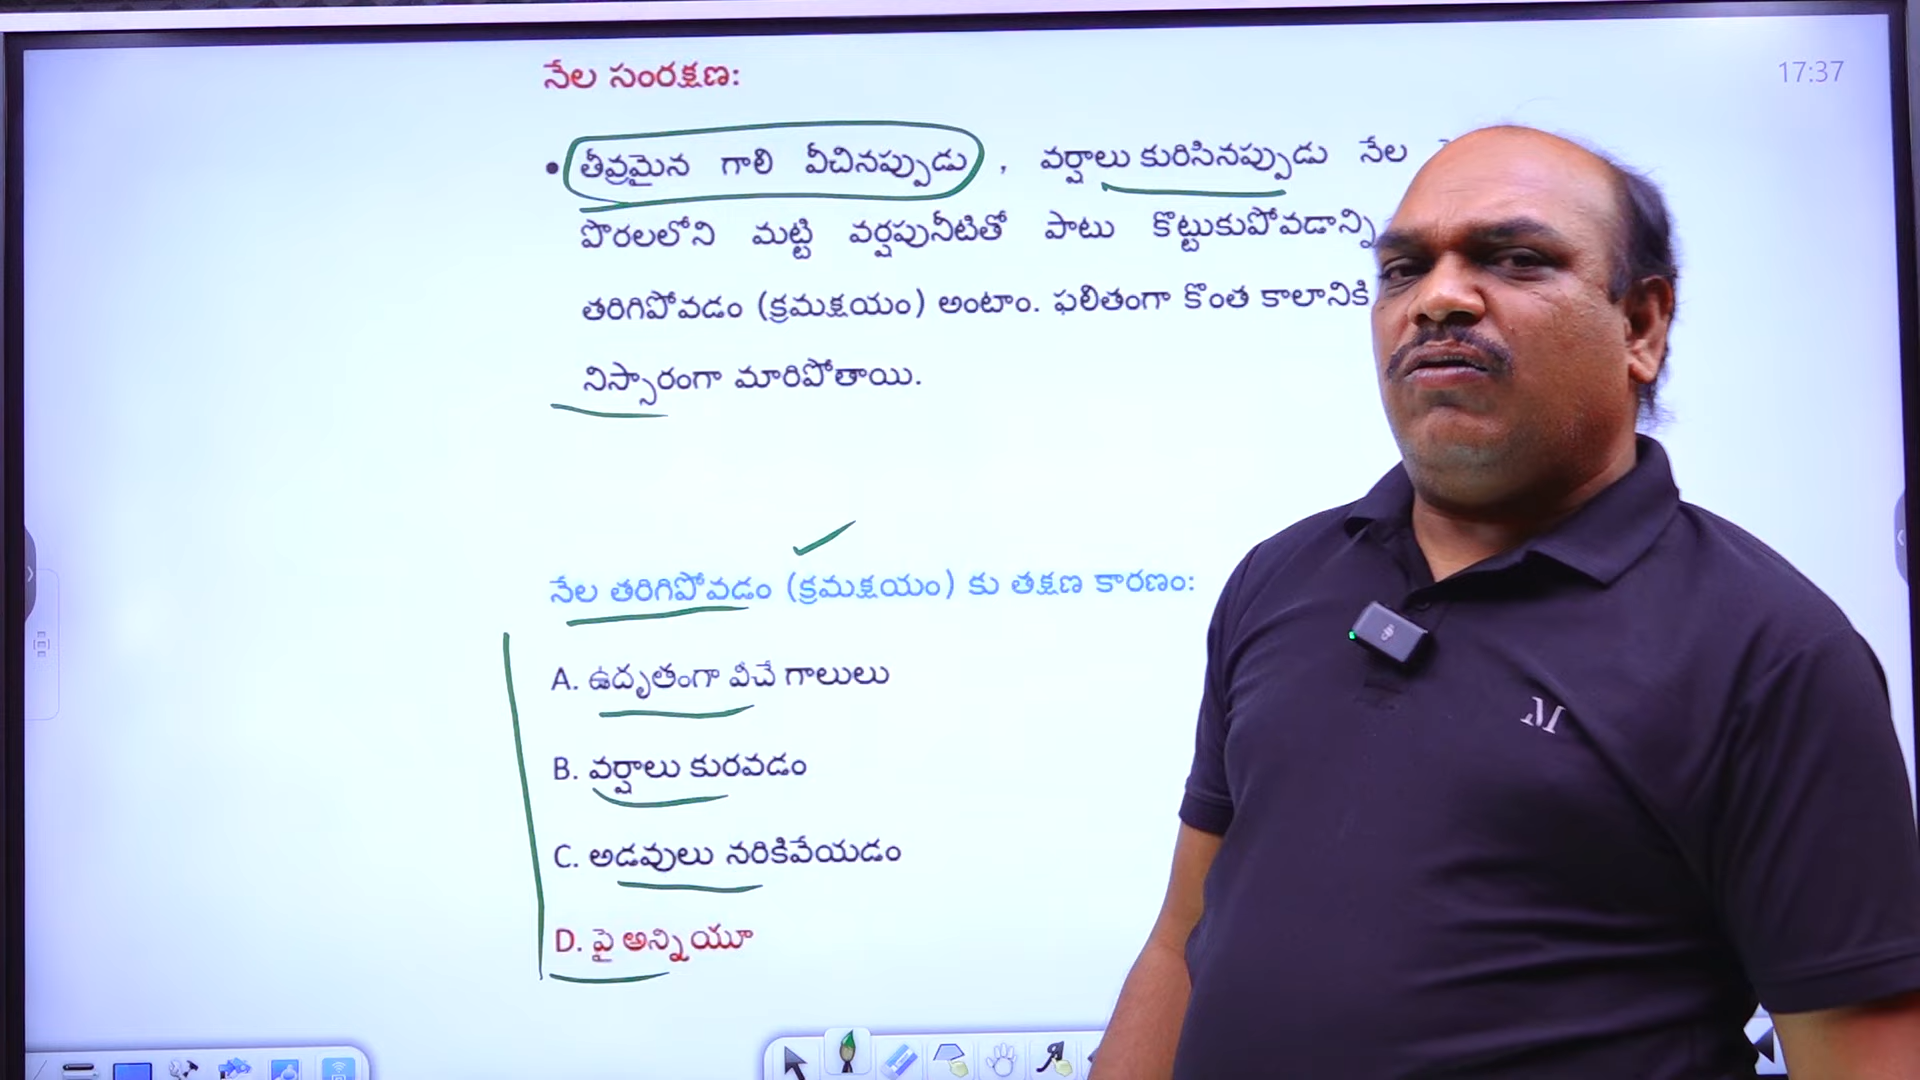 17:37
నేల సంరక్షణ:
• తీవ్రమైన గాలి వీచినప్పుడు , వర్షాలు కురిసినప్పుడు నేల
పొరలలోని మట్టి వర్షపునీటితో పాటు కొట్టుకుపోవడాన్ని
తరిగిపోవడం (క్రమక్షయం) అంటాం. ఫలితంగా కొంత కాలానికి
నిస్సారంగా మారిపోతాయి.
నేల తరిగిపోవడం (క్రమక్షయం) కు తక్షణ కారణం:
A. ఉదృతంగా వీచే గాలులు
B. వర్షాలు కురవడం
C. అడవులు నరికివేయడం
D. పై అన్నియూ
M